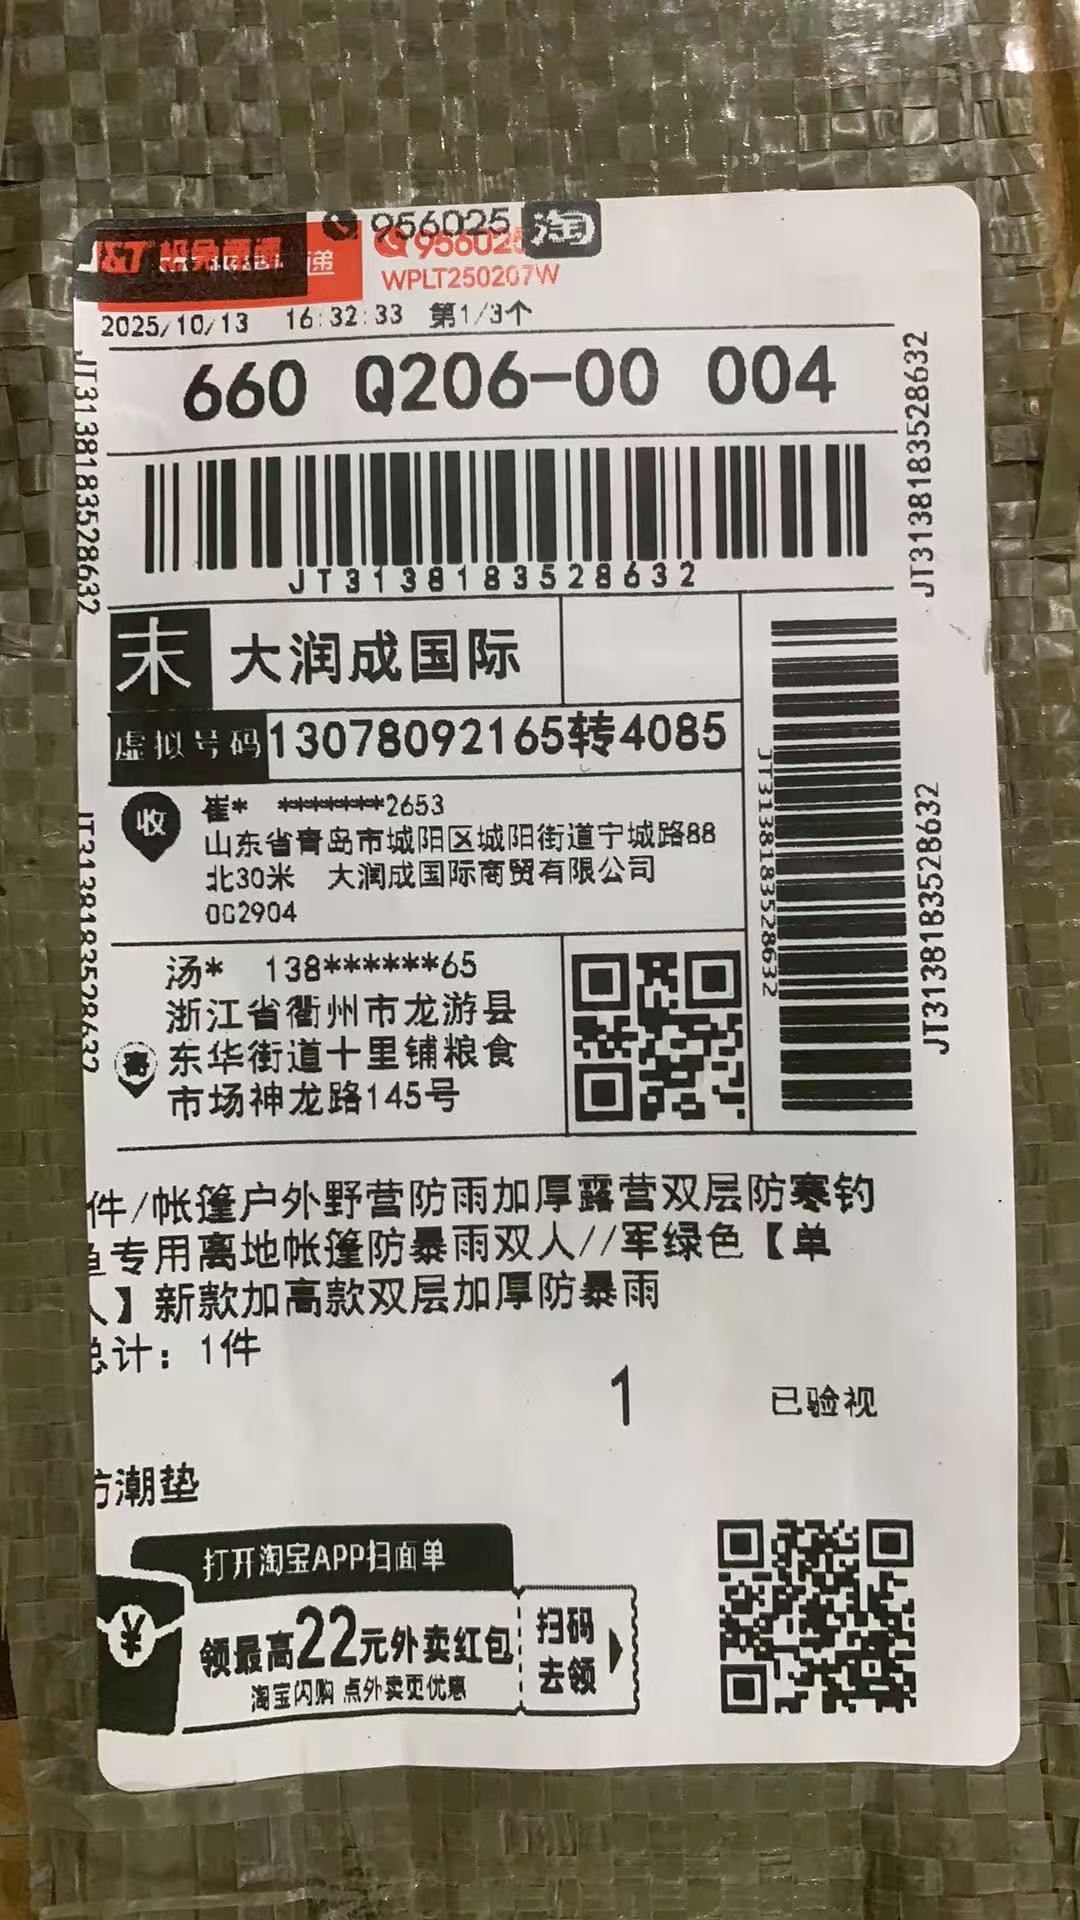 J&T 极兔速递
956025 淘
956025
WPLT250207W
2025/10/13 16:32:33 第1/3个
660 Q206-00 004
JT3138183528632
JT3138183528632
JT3138183528632
末 大润成国际
虚拟号码 13078092165转4085
收 崔* *******2653
山东省青岛市城阳区城阳街道宁城路88
北30米 大润成国际商贸有限公司
002904
JT3138183528632
JT3138183528632
JT3138183528632
汤* 138******65
浙江省衢州市龙游县
寄 东华街道十里铺粮食
市场神龙路145号
件/帐篷户外野营防雨加厚露营双层防寒钓
鱼专用离地帐篷防暴雨双人//军绿色【单
人】新款加高款双层加厚防暴雨
总计：1件
1 已验视
防潮垫
打开淘宝APP扫面单
¥ 领最高22元外卖红包 扫码
淘宝闪购 点外卖更优惠 去领